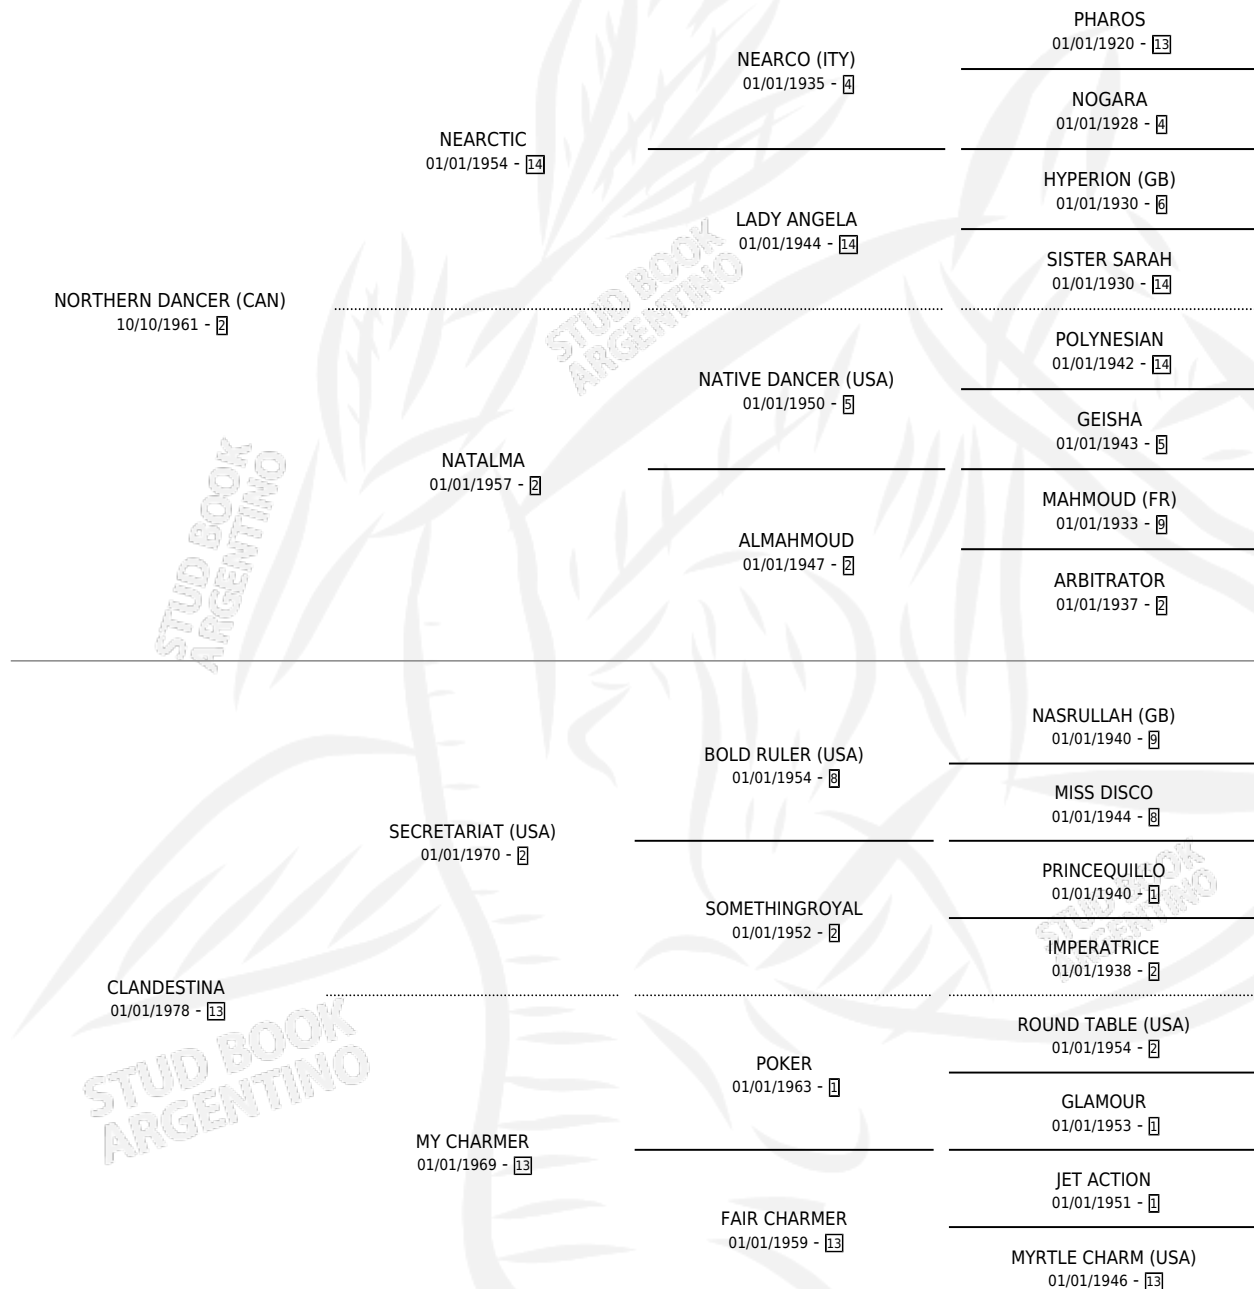 PHAROS
01/01/1920 - 13
NEARCO (ITY)
01/01/1935 - 4
NOGARA
01/01/1928 - 4
NEARCTIC
01/01/1954 - 14
HYPERION (GB)
01/01/1930 - 6
LADY ANGELA
01/01/1944 - 14
SISTER SARAH
01/01/1930 - 14
NORTHERN DANCER (CAN)
10/10/1961 - 2
STUD BOOK
ARGENTINO
POLYNESIAN
01/01/1942 - 14
NATIVE DANCER (USA)
01/01/1950 - 5
GEISHA
01/01/1943 - 5
NATALMA
01/01/1957 - 2
MAHMOUD (FR)
01/01/1933 - 9
ALMAHMOUD
01/01/1947 - 2
ARBITRATOR
01/01/1937 - 2
STUD BOOK
ARGENTINO
NASRULLAH (GB)
01/01/1940 - 9
BOLD RULER (USA)
01/01/1954 - 8
MISS DISCO
01/01/1944 - 8
SECRETARIAT (USA)
01/01/1970 - 2
PRINCEQUILLO
01/01/1940 - 1
SOMETHINGROYAL
01/01/1952 - 2
STUD BOOK
ARGENTINO
IMPERATRICE
01/01/1938 - 2
CLANDESTINA
01/01/1978 - 13
ROUND TABLE (USA)
01/01/1954 - 2
POKER
01/01/1963 - 1
STUD BOOK
ARGENTINO
GLAMOUR
01/01/1953 - 1
MY CHARMER
01/01/1969 - 13
JET ACTION
01/01/1951 - 1
FAIR CHARMER
01/01/1959 - 13
MYRTLE CHARM (USA)
01/01/1946 - 13